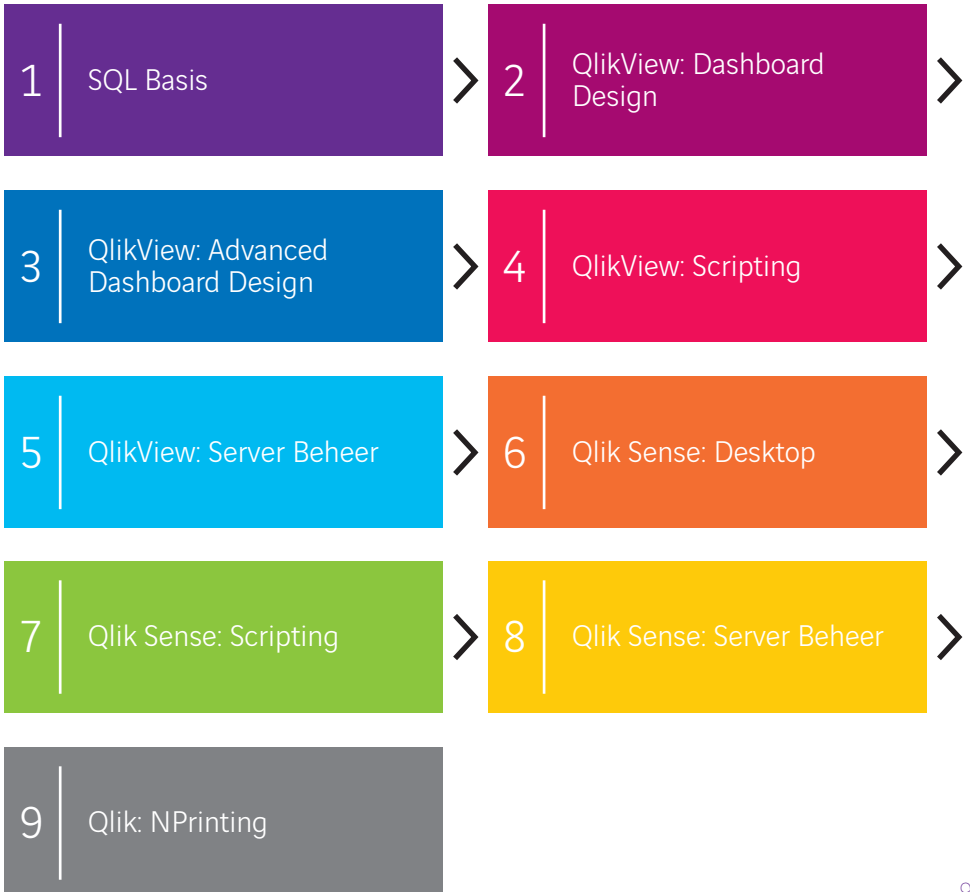 1
SQL Basis
2
QlikView: Dashboard
Design
3
QlikView: Advanced
Dashboard Design
4
QlikView: Scripting
5
QlikView: Server Beheer
6
Qlik Sense: Desktop
7
Qlik Sense: Scripting
8
Qlik Sense: Server Beheer
9
Qlik: NPrinting